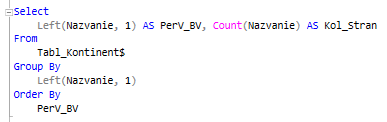 Select
Left(Nazvanie, 1) AS PerV_BV, Count(Nazvanie) AS Kol_Stran
From
Tabl_Kontinent$
Group By
Left(Nazvanie, 1)
Order By
PerV_BV